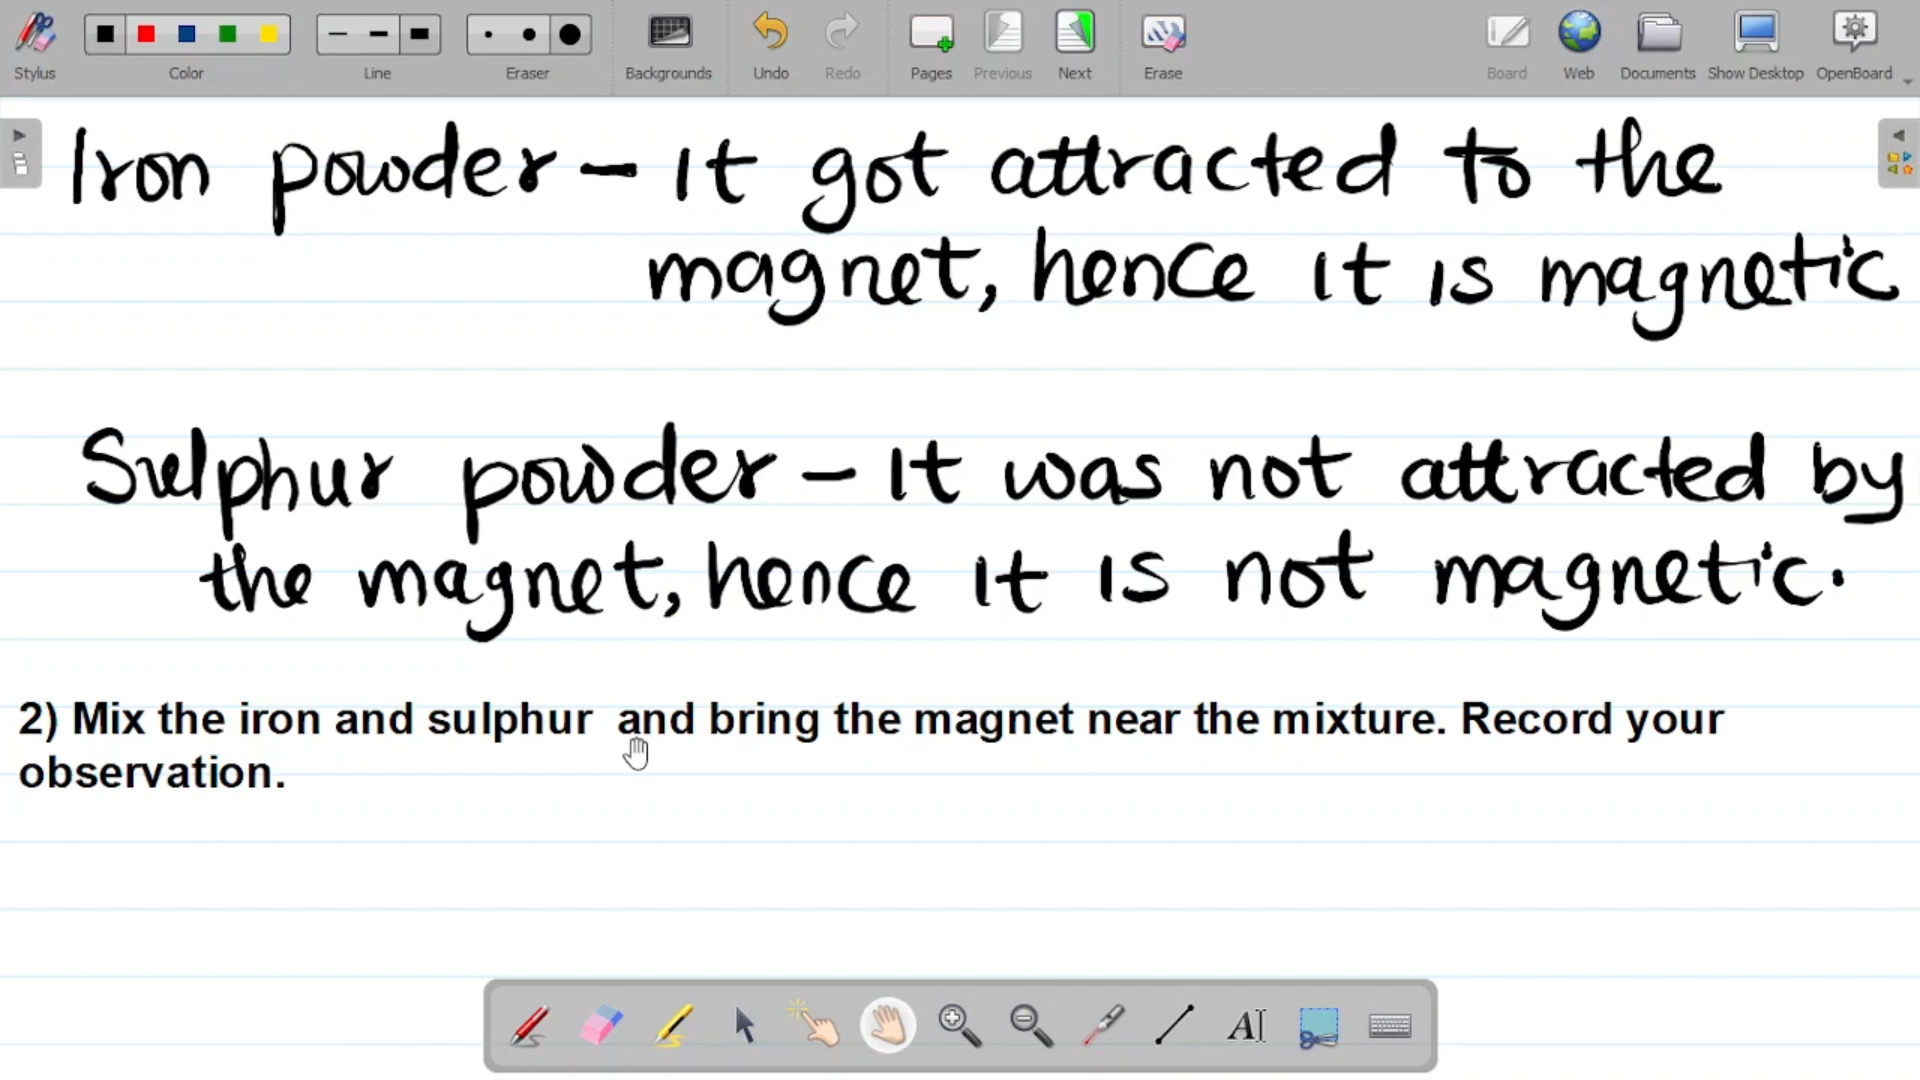 Stylus Color Line Eraser Backgrounds Undo Redo Pages Previous Next Erase Board Web Documents Show Desktop OpenBoard
Iron powder - It got attracted to the
magnet, hence it is magnetic
Sulphur powder - It was not attracted by
the magnet, hence it is not magnetic.
2) Mix the iron and sulphur and bring the magnet near the mixture. Record your
observation.